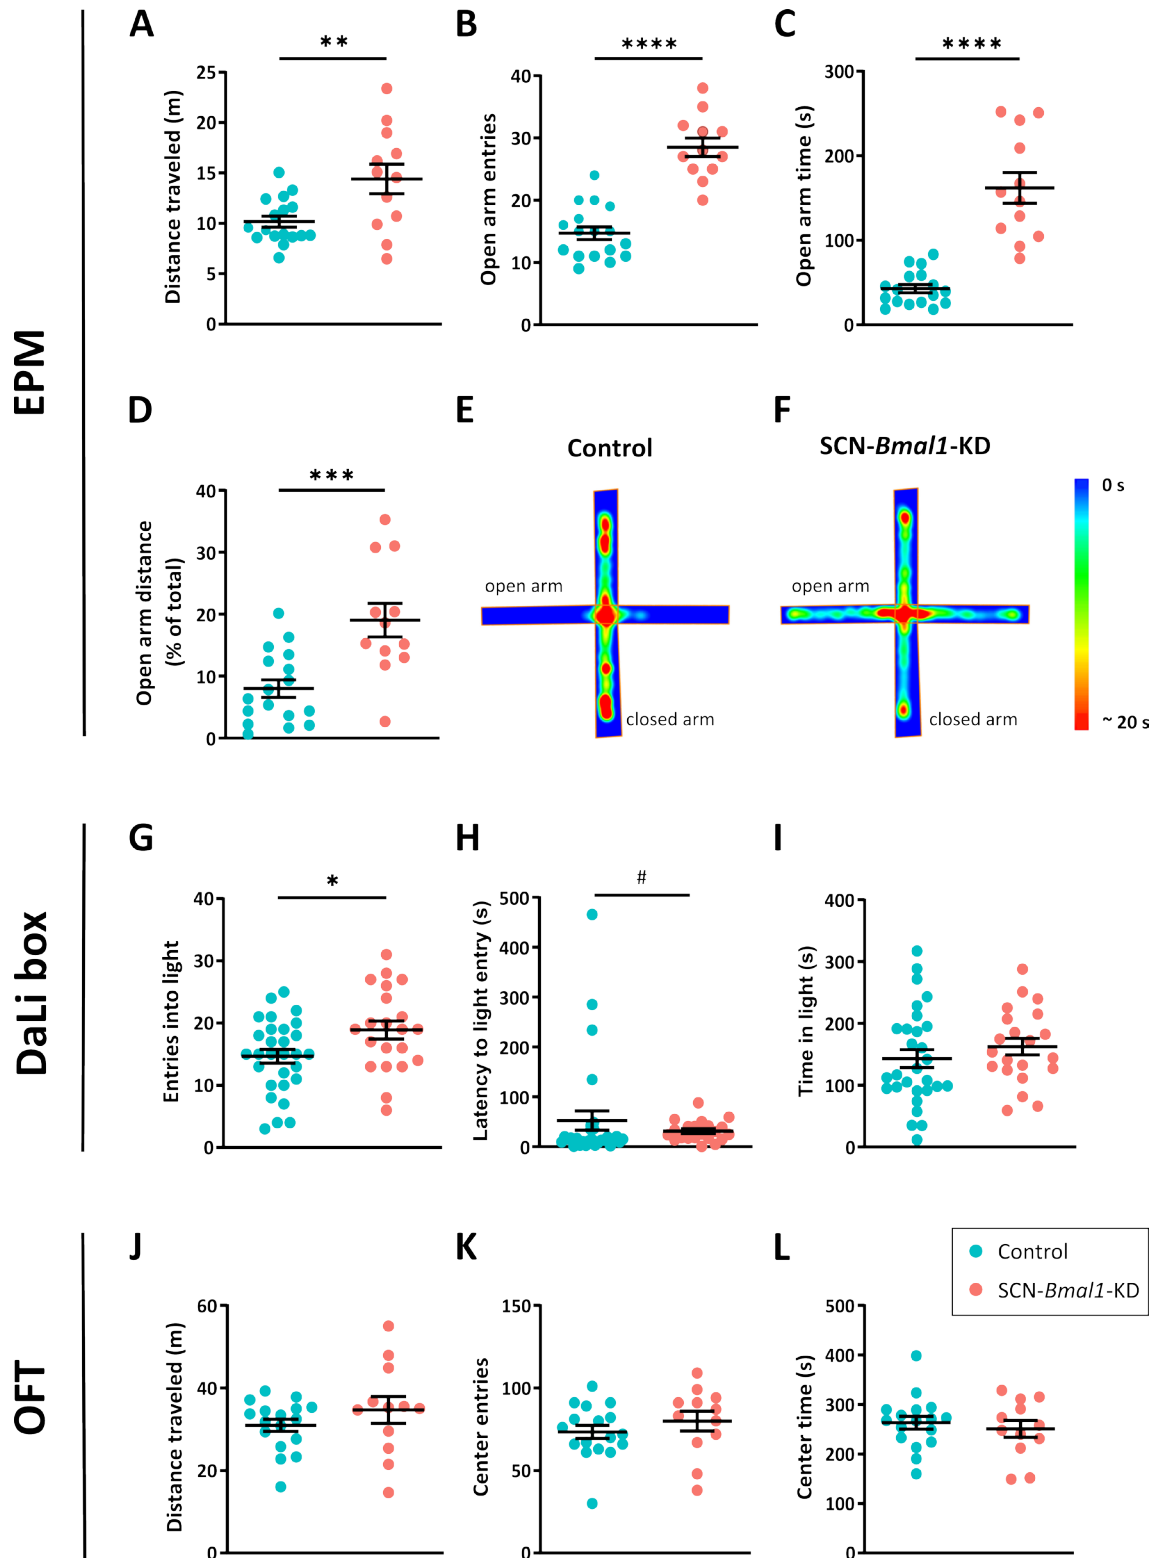 EPM
A
**
Distance traveled (m)
25
20
15
10
5
0
B
****
Open arm entries
40
30
20
10
0
C
****
Open arm time (s)
300
200
100
0
D
***
Open arm distance
(% of total)
40
30
20
10
0
E
Control
open arm
closed arm
F
SCN-Bmal1-KD
open arm
closed arm
0 s
~ 20 s
DaLi box
G
*
Entries into light
40
30
20
10
0
H
#
Latency to light entry (s)
500
400
300
200
100
0
I
Time in light (s)
400
300
200
100
0
OFT
J
Distance traveled (m)
60
40
20
0
K
Center entries
150
100
50
0
L
Control
SCN-Bmal1-KD
Center time (s)
500
400
300
200
100
0